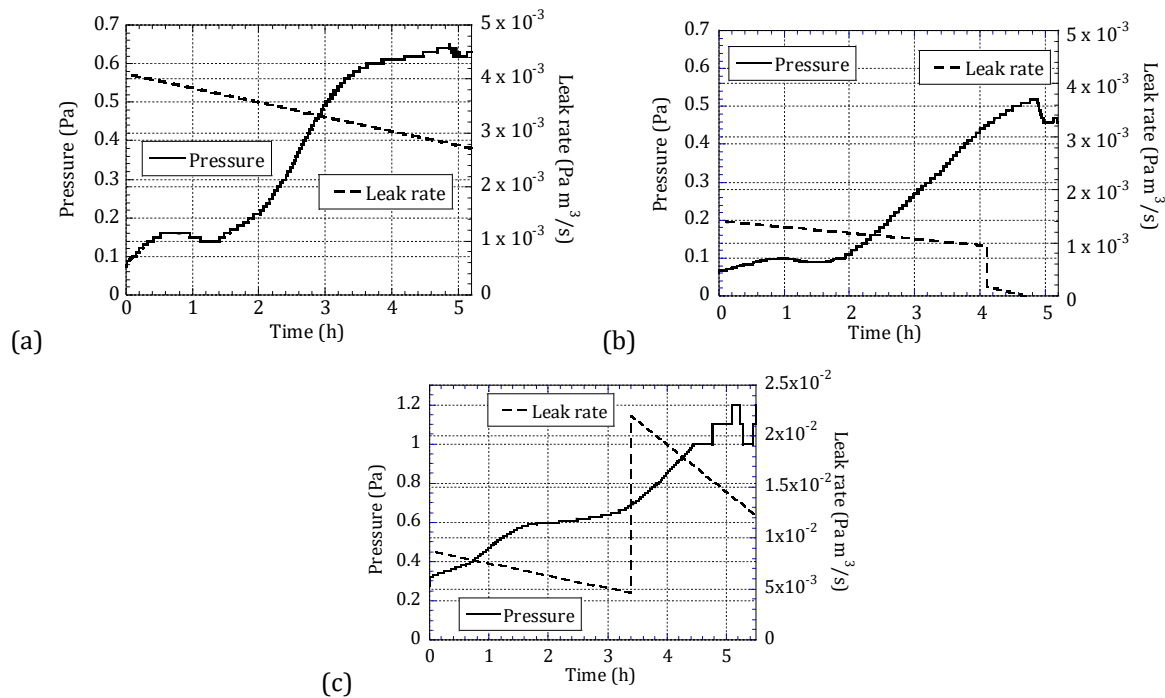 0.7
0.6
0.5
0.4
0.3
0.2
0.1
0
Pressure (Pa)
Pressure
Leak rate
5 x 10⁻³
4 x 10⁻³
3 x 10⁻³
2 x 10⁻³
1 x 10⁻³
0
Leak rate (Pa m³/s)
0 1 2 3 4 5
Time (h)
(a)
0.7
0.6
0.5
0.4
0.3
0.2
0.1
0
Pressure (Pa)
Pressure
Leak rate
5 x 10⁻³
4 x 10⁻³
3 x 10⁻³
2 x 10⁻³
1 x 10⁻³
0
Leak rate (Pa m³/s)
0 1 2 3 4 5
Time (h)
(b)
1.2
1
0.8
0.6
0.4
0.2
0
Pressure (Pa)
Leak rate
Pressure
2.5x10⁻²
2x10⁻²
1.5x10⁻²
1x10⁻²
5x10⁻³
0
Leak rate (Pa m³/s)
0 1 2 3 4 5
Time (h)
(c)